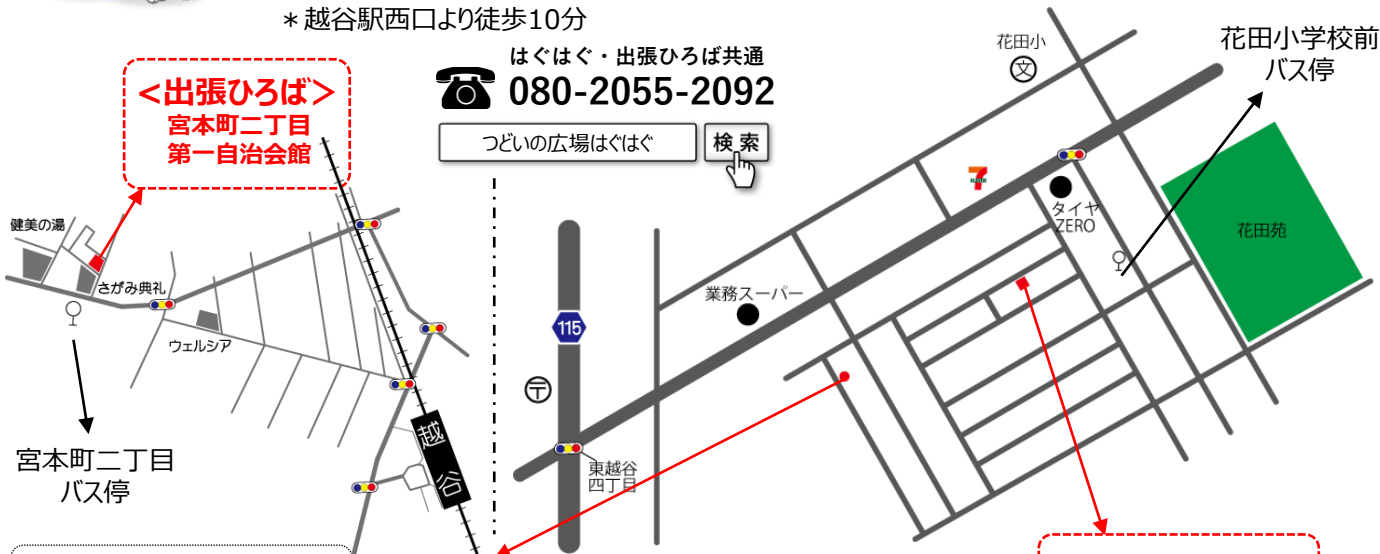 ＊越谷駅西口より徒歩10分
はぐはぐ・出張ひろば共通
080-2055-2092
つどいの広場はぐはぐ
検索
＜出張ひろば＞
宮本町二丁目
第一自治会館
健美の湯
さがみ典礼
ウェルシア
宮本町二丁目
バス停
越谷
花田小
文
花田小学校前
バス停
7
タイヤ
ZERO
花田苑
業務スーパー
115
〒
東越谷
四丁目